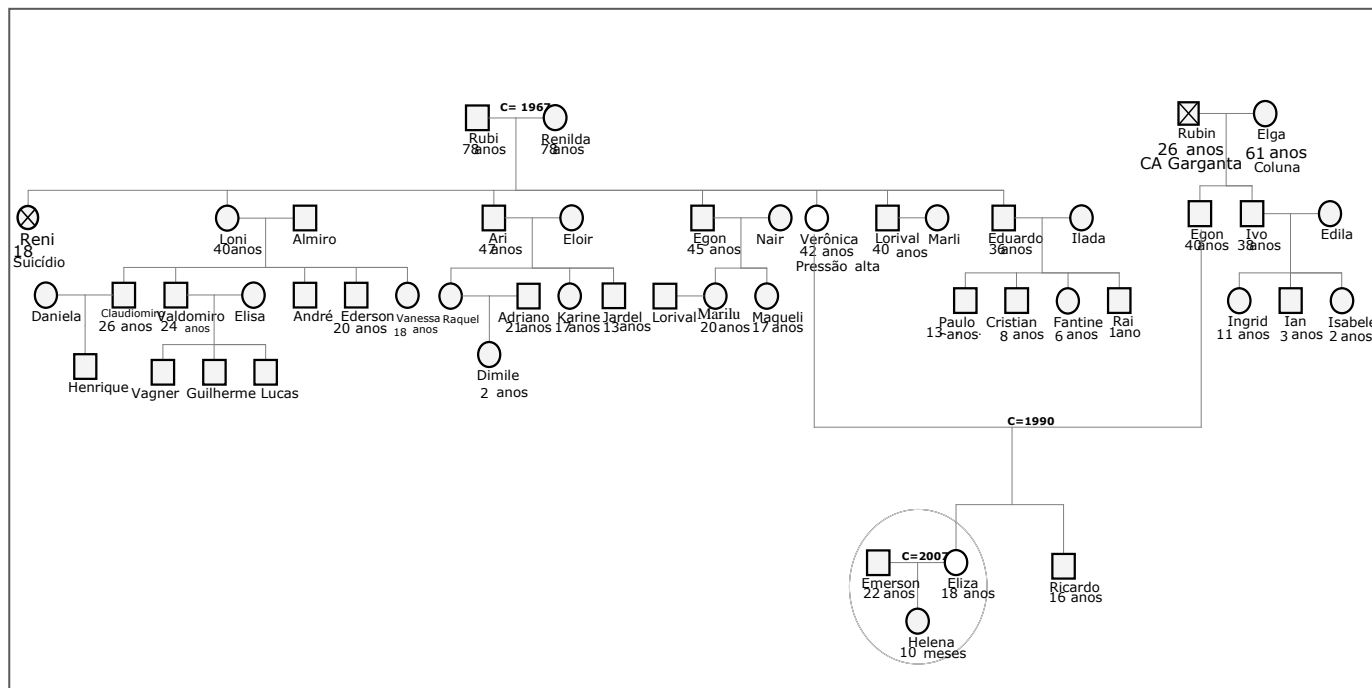 C= 1967
Rubi
78 anos
Renilda
78 anos
Rubin
26 anos
CA Garganta
Elga
61 anos
Coluna
Reni
18
Suicídio
Loni
40 anos
Almiro
Ari
47 anos
Eloir
Egon
45 anos
Nair
Verônica
42 anos
Pressão alta
Lorival
40 anos
Marli
Eduardo
36 anos
Ilada
Egon
40 anos
Ivo
38 anos
Edila
Daniela
Claudiomiro
26 anos
Valdomiro
24 anos
Elisa
André
Ederson
20 anos
Vanessa
18 anos
Raquel
Adriano
21 anos
Karine
17 anos
Jardel
13 anos
Lorival
Marilu
20 anos
Maqueli
17 anos
Paulo
13 anos
Cristian
8 anos
Fantine
6 anos
Rai
1ano
Ingrid
11 anos
Ian
3 anos
Isabele
2 anos
Henrique
Vagner
Guilherme
Lucas
Dimile
2 anos
C=1990
C=2007
Emerson
22 anos
Eliza
18 anos
Ricardo
16 anos
Helena
10 meses